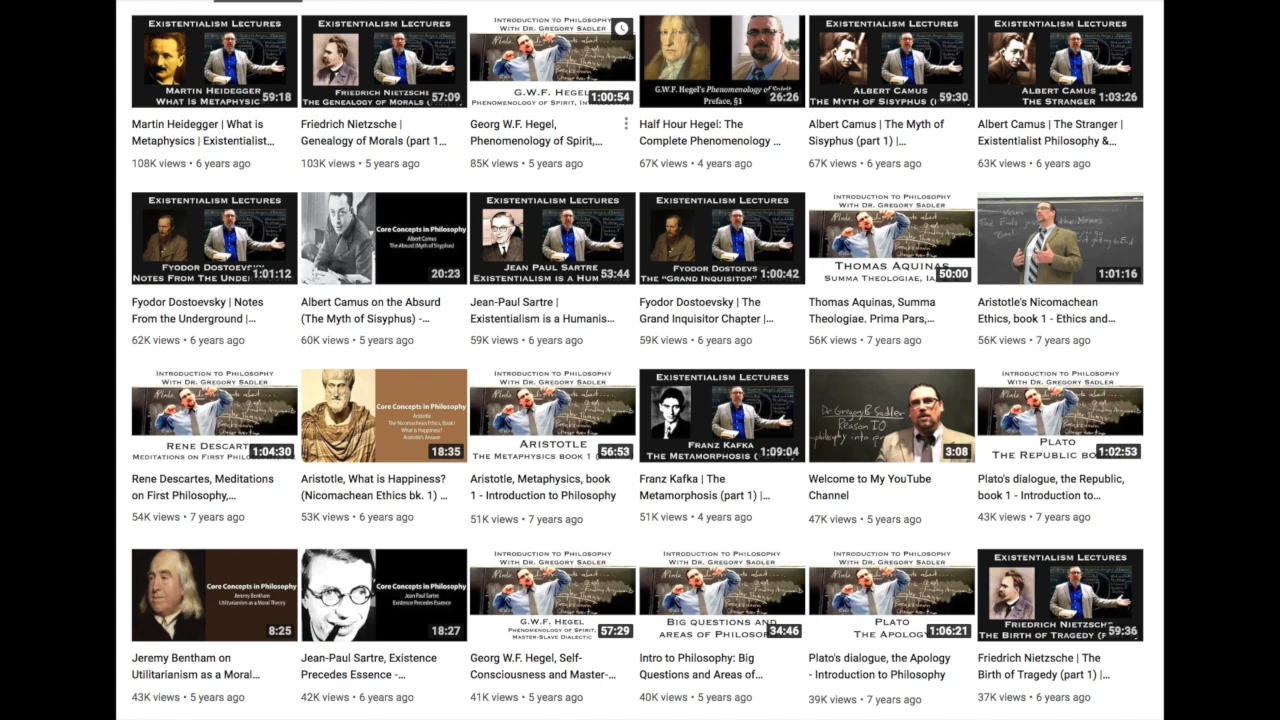 EXISTENTIALISM LECTURES
MARTIN HEIDEGGER
WHAT IS METAPHYSIC
59:18
Martin Heidegger | What is
Metaphysics | Existentialist...
108K views • 6 years ago
EXISTENTIALISM LECTURES
FRIEDRICH NIETZSCHE
THE GENEALOGY OF MORALS (
57:09
Friedrich Nietzsche |
Genealogy of Morals (part 1...
103K views • 5 years ago
INTRODUCTION TO PHILOSOPHY
WITH DR. GREGORY SADLER
G.W.F. HEGEL
PHENOMENOLOGY OF SPIRIT,
1:00:54
Georg W.F. Hegel,
Phenomenology of Spirit,...
85K views • 5 years ago
G.W.F. Hegel's Phenomenology of Spirit
Preface, §1
26:26
Half Hour Hegel: The
Complete Phenomenology ...
67K views • 4 years ago
EXISTENTIALISM LECTURES
ALBERT CAMUS
THE MYTH OF SISYPHUS (
59:30
Albert Camus | The Myth of
Sisyphus (part 1) |...
67K views • 6 years ago
EXISTENTIALISM LECTURES
ALBERT CAMUS
THE STRANGER
1:03:26
Albert Camus | The Stranger |
Existentialist Philosophy &...
63K views • 6 years ago
EXISTENTIALISM LECTURES
FYODOR DOSTOEV
NOTES FROM THE UNDE
1:01:12
Fyodor Dostoevsky | Notes
From the Underground |...
62K views • 6 years ago
Core Concepts in Philosophy
Albert Camus
The Absurd (Myth of Sisyphus)
20:23
Albert Camus on the Absurd
(The Myth of Sisyphus) -...
60K views • 5 years ago
EXISTENTIALISM LECTURES
JEAN PAUL SARTRE
EXISTENTIALISM IS A HUM
53:44
Jean-Paul Sartre |
Existentialism is a Humanis...
59K views • 6 years ago
EXISTENTIALISM LECTURES
FYODOR DOSTOEVS
THE "GRAND INQUISITOR"
1:00:42
Fyodor Dostoevsky | The
Grand Inquisitor Chapter |...
59K views • 6 years ago
INTRODUCTION TO PHILOSOPHY
WITH DR. GREGORY SADLER
THOMAS AQUINAS
SUMMA THEOLOGIAE, IA
50:00
Thomas Aquinas, Summa
Theologiae. Prima Pars,...
56K views • 7 years ago
1:01:16
Aristotle's Nicomachean
Ethics, book 1 - Ethics and...
56K views • 7 years ago
INTRODUCTION TO PHILOSOPHY
WITH DR. GREGORY SADLER
RENE DESCART
MEDITATIONS ON FIRST PHILO
1:04:30
Rene Descartes, Meditations
on First Philosophy,...
54K views • 7 years ago
Core Concepts in Philosophy
Aristotle
The Nicomachean Ethics, Book I
What is Happiness?
Aristotle's Answer
18:35
Aristotle, What is Happiness?
(Nicomachean Ethics bk. 1) ...
53K views • 6 years ago
INTRODUCTION TO PHILOSOPHY
WITH DR. GREGORY SADLER
ARISTOTLE
THE METAPHYSICS BOOK 1 (
56:53
Aristotle, Metaphysics, book
1 - Introduction to Philosophy
51K views • 7 years ago
EXISTENTIALISM LECTURES
FRANZ KAFKA
THE METAMORPHOSIS (
1:09:04
Franz Kafka | The
Metamorphosis (part 1) |...
51K views • 4 years ago
Dr Gregory B Sadler
Reason IO
philosophy into pr
3:08
Welcome to My YouTube
Channel
47K views • 5 years ago
INTRODUCTION TO PHILOSOPHY
WITH DR. GREGORY SADLER
PLATO
THE REPUBLIC BO
1:02:53
Plato's dialogue, the Republic,
book 1 - Introduction to...
43K views • 7 years ago
Core Concepts in Philosophy
Jeremy Bentham
Utilitarianism as a Moral Theory
8:25
Jeremy Bentham on
Utilitarianism as a Moral...
43K views • 5 years ago
Core Concepts in Philosophy
Jean Paul Sartre
Existence Precedes Essence
18:27
Jean-Paul Sartre, Existence
Precedes Essence -...
42K views • 6 years ago
INTRODUCTION TO PHILOSOPHY
WITH DR. GREGORY SADLER
G.W.F. HEGEL
PHENOMENOLOGY OF SPIRIT,
MASTER-SLAVE DIALECTIC
57:29
Georg W.F. Hegel, Self-
Consciousness and Master-...
41K views • 5 years ago
INTRODUCTION TO PHILOSOPHY
WITH DR. GREGORY SADLER
BIG QUESTIONS AND
AREAS OF PHILOSO
34:46
Intro to Philosophy: Big
Questions and Areas of...
40K views • 5 years ago
INTRODUCTION TO PHILOSOPHY
WITH DR. GREGORY SADLER
PLATO
THE APOLOG
1:06:21
Plato's dialogue, the Apology
- Introduction to Philosophy
39K views • 7 years ago
EXISTENTIALISM LECTURES
FRIEDRICH NIETZSCHE
THE BIRTH OF TRAGEDY (
59:36
Friedrich Nietzsche | The
Birth of Tragedy (part 1) |...
37K views • 6 years ago